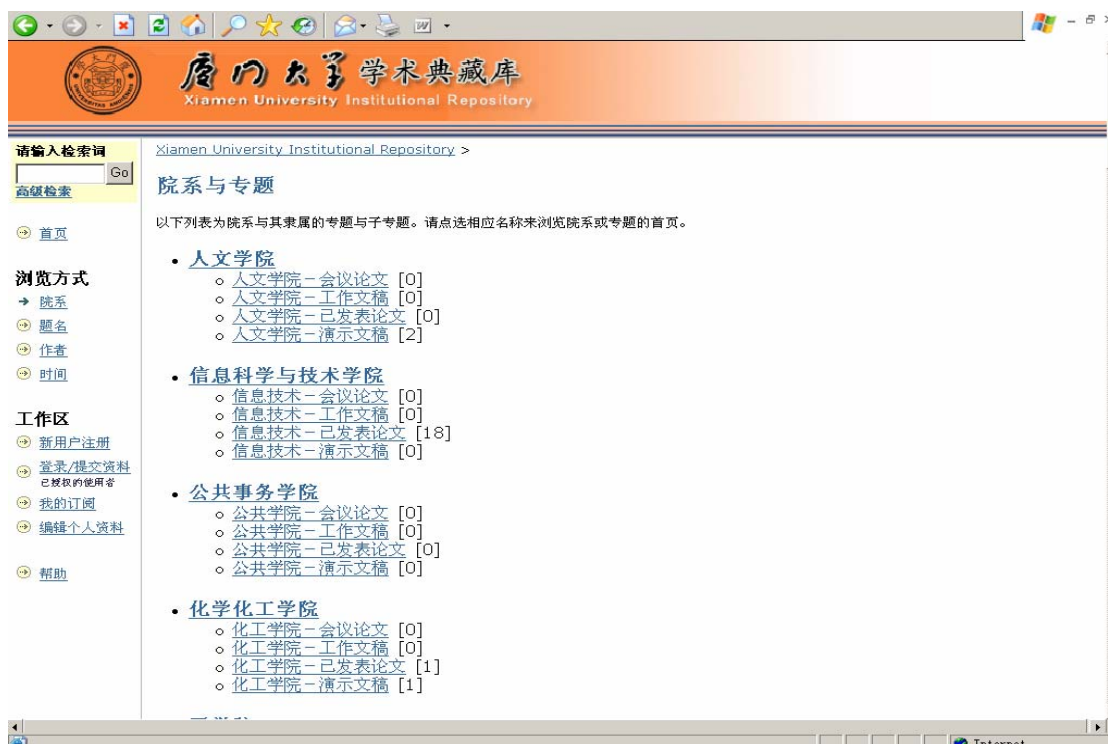 厦门大学 学术典藏库
Xiamen University Institutional Repository
请输入检索词
Go
高级检索
首页
浏览方式
院系
题名
作者
时间
工作区
新用户注册
登录/提交资料
已授权的使用者
我的订阅
编辑个人资料
帮助
Xiamen University Institutional Repository >
院系与专题
以下列表为院系与其隶属的专题与子专题。请点选相应名称来浏览院系或专题的首页。
人文学院
人文学院－会议论文 [0]
人文学院－工作文稿 [0]
人文学院－已发表论文 [0]
人文学院－演示文稿 [2]
信息科学与技术学院
信息技术－会议论文 [0]
信息技术－工作文稿 [0]
信息技术－已发表论文 [18]
信息技术－演示文稿 [0]
公共事务学院
公共学院－会议论文 [0]
公共学院－工作文稿 [0]
公共学院－已发表论文 [0]
公共学院－演示文稿 [0]
化学化工学院
化工学院－会议论文 [0]
化工学院－工作文稿 [0]
化工学院－已发表论文 [1]
化工学院－演示文稿 [1]
Internet